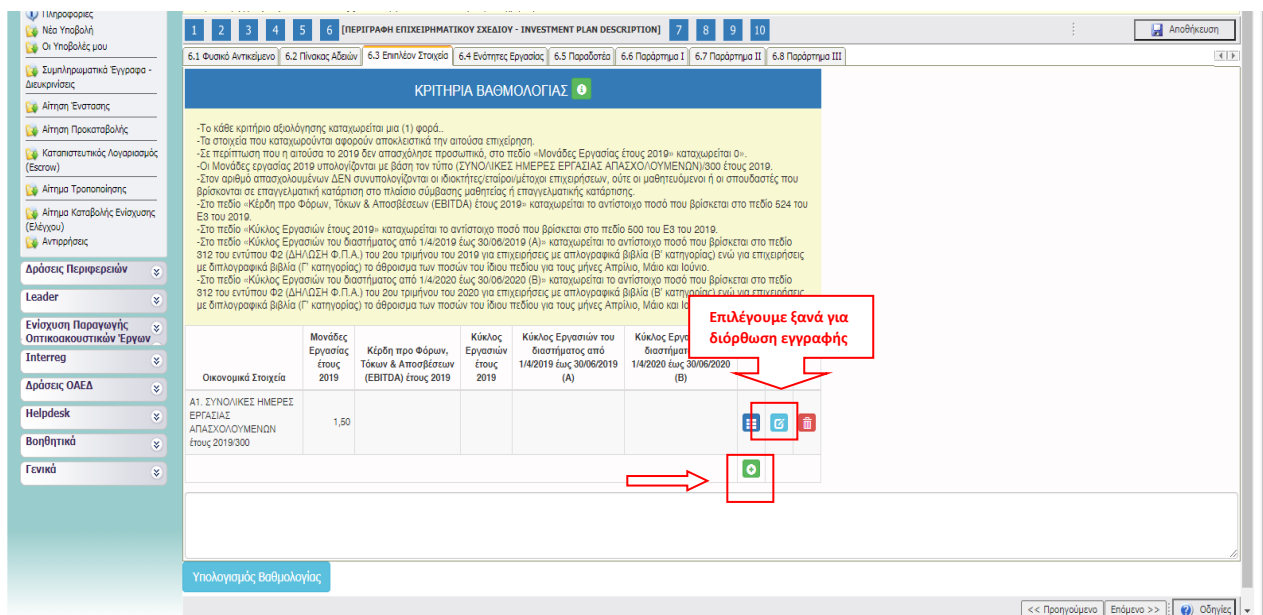 Πληροφορίες
Νέα Υποβολή
Οι Υποβολές μου
Συμπληρωματικά Έγγραφα -
Διευκρινίσεις
Αίτηση Ένστασης
Αίτηση Προκαταβολής
Καταπιστευτικός Λογαριασμός
(Escrow)
Αίτημα Τροποποίησης
Αίτημα Καταβολής Ενίσχυσης
(Ελέγχου)
Αντιρρήσεις
Δράσεις Περιφερειών
Leader
Ενίσχυση Παραγωγής
Οπτικοακουστικών Έργων
Interreg
Δράσεις ΟΑΕΔ
Helpdesk
Βοηθητικά
Γενικά
1 2 3 4 5 6 [ΠΕΡΙΓΡΑΦΗ ΕΠΙΧΕΙΡΗΜΑΤΙΚΟΥ ΣΧΕΔΙΟΥ - INVESTMENT PLAN DESCRIPTION] 7 8 9 10
Αποθήκευση
6.1 Φυσικό Αντικείμενο 6.2 Πίνακας Αδειών 6.3 Επιπλέον Στοιχεία 6.4 Ενότητες Εργασίας 6.5 Παραδοτέα 6.6 Παράρτημα I 6.7 Παράρτημα II 6.8 Παράρτημα III
ΚΡΙΤΗΡΙΑ ΒΑΘΜΟΛΟΓΙΑΣ
-Το κάθε κριτήριο αξιολόγησης καταχωρείται μια (1) φορά..
-Τα στοιχεία που καταχωρούνται αφορούν αποκλειστικά την αιτούσα επιχείρηση.
-Σε περίπτωση που η αιτούσα το 2019 δεν απασχόλησε προσωπικό, στο πεδίο «Μονάδες Εργασίας έτους 2019» καταχωρείται 0».
-Οι Μονάδες εργασίας 2019 υπολογίζονται με βάση τον τύπο (ΣΥΝΟΛΙΚΕΣ ΗΜΕΡΕΣ ΕΡΓΑΣΙΑΣ ΑΠΑΣΧΟΛΟΥΜΕΝΩΝ)/300 έτους 2019.
-Στον αριθμό απασχολουμένων ΔΕΝ συνυπολογίζονται οι ιδιοκτήτες/εταίροι/μέτοχοι επιχειρήσεων, ούτε οι μαθητευόμενοι ή οι σπουδαστές που
βρίσκονται σε επαγγελματική κατάρτιση στο πλαίσιο σύμβασης μαθητείας ή επαγγελματικής κατάρτισης.
-Στο πεδίο «Κέρδη προ Φόρων, Τόκων & Αποσβέσεων (EBITDA) έτους 2019» καταχωρείται το αντίστοιχο ποσό που βρίσκεται στο πεδίο 524 του
Ε3 του 2019.
-Στο πεδίο «Κύκλος Εργασιών έτους 2019» καταχωρείται το αντίστοιχο ποσό που βρίσκεται στο πεδίο 500 του Ε3 του 2019.
-Στο πεδίο «Κύκλος Εργασιών του διαστήματος από 1/4/2019 έως 30/06/2019 (Α)» καταχωρείται το αντίστοιχο ποσό που βρίσκεται στο πεδίο
312 του εντύπου Φ2 (ΔΗΛΩΣΗ Φ.Π.Α.) του 2ου τριμήνου του 2019 για επιχειρήσεις με απλογραφικά βιβλία (Β' κατηγορίας) ενώ για επιχειρήσεις
με διπλογραφικά βιβλία (Γ' κατηγορίας) το άθροισμα των ποσών του ίδιου πεδίου για τους μήνες Απρίλιο, Μάιο και Ιούνιο.
-Στο πεδίο «Κύκλος Εργασιών του διαστήματος από 1/4/2020 έως 30/06/2020 (Β)» καταχωρείται το αντίστοιχο ποσό που βρίσκεται στο πεδίο
312 του εντύπου Φ2 (ΔΗΛΩΣΗ Φ.Π.Α.) του 2ου τριμήνου του 2020 για επιχειρήσεις με απλογραφικά βιβλία (Β' κατηγορίας) ενώ για επιχειρήσεις
με διπλογραφικά βιβλία (Γ' κατηγορίας) το άθροισμα των ποσών του ίδιου πεδίου για τους μήνες Απρίλιο, Μάιο και
Επιλέγουμε ξανά για
διόρθωση εγγραφής
Οικονομικά Στοιχεία
Μονάδες
Εργασίας
έτους
2019
Κέρδη προ Φόρων,
Τόκων & Αποσβέσεων
(EBITDA) έτους 2019
Κύκλος
Εργασιών
έτους
2019
Κύκλος Εργασιών του
διαστήματος από
1/4/2019 έως 30/06/2019
(Α)
Κύκλος
1/4/2020 έως 30/06/2020
(Β)
Α1. ΣΥΝΟΛΙΚΕΣ ΗΜΕΡΕΣ
ΕΡΓΑΣΙΑΣ
ΑΠΑΣΧΟΛΟΥΜΕΝΩΝ
έτους 2019/300
1,50
Υπολογισμός Βαθμολογίας
<< Προηγούμενο Επόμενο >> Οδηγίες